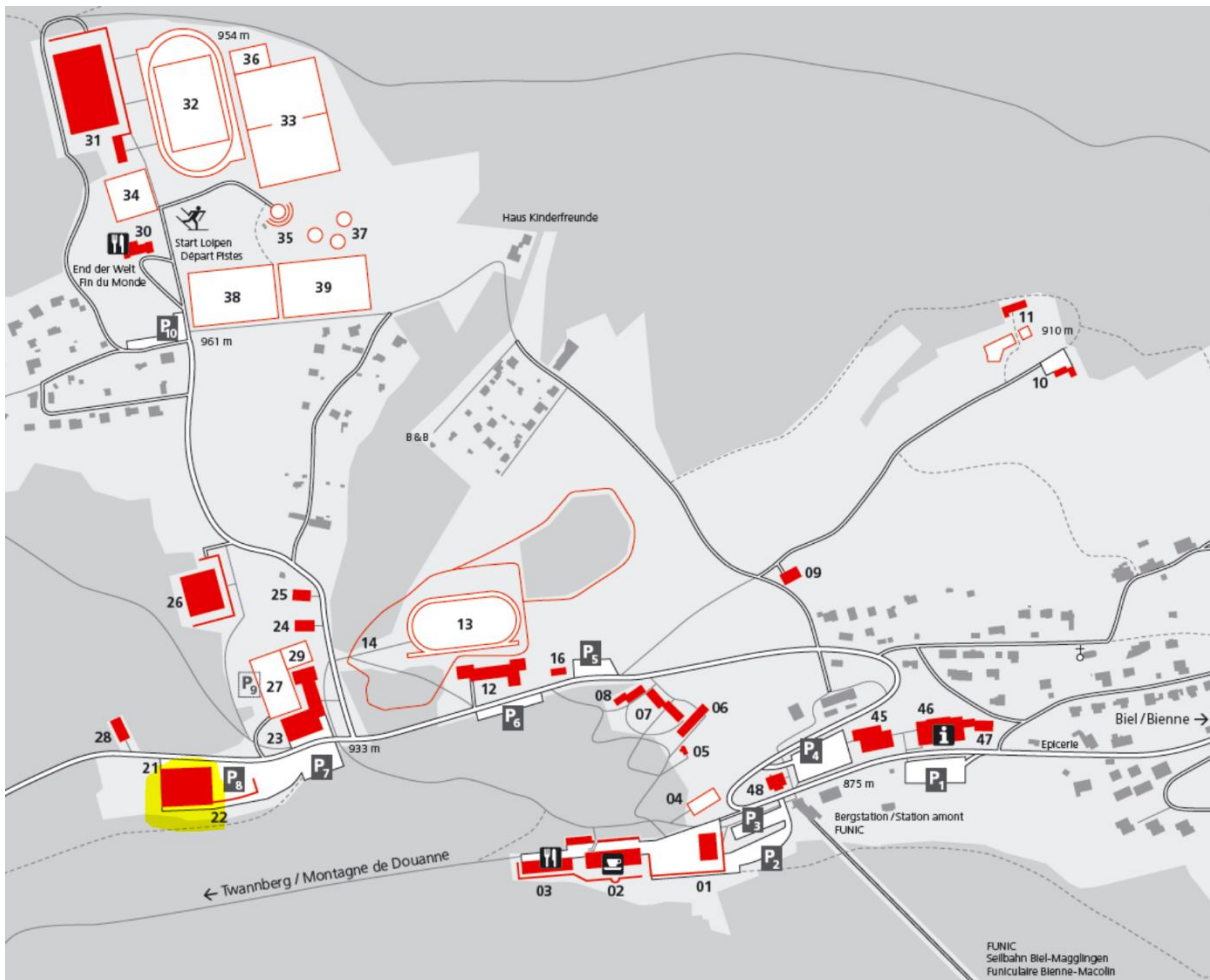 954 m
36
32
33
31
34
30
Start Loipen
Départ Pistes
35
37
End der Welt
Fin du Monde
38
39
P10
961 m
Haus Kinderfreunde
11
910 m
10
B & B
09
26
25
24
14
13
29
P9
27
12
16
P5
08
07
06
P6
28
23
933 m
P7
21
P8
22
05
04
45
46
i
47
Biel/Bienne →
Epicerie
P4
48
875 m
P1
P3
Bergstation/Station amont
FUNIC
P2
← Twannberg / Montagne de Douanne
03
02
01
FUNIC
Seilbahn Biel-Magglingen
Funiculaire Bienne-Macolin